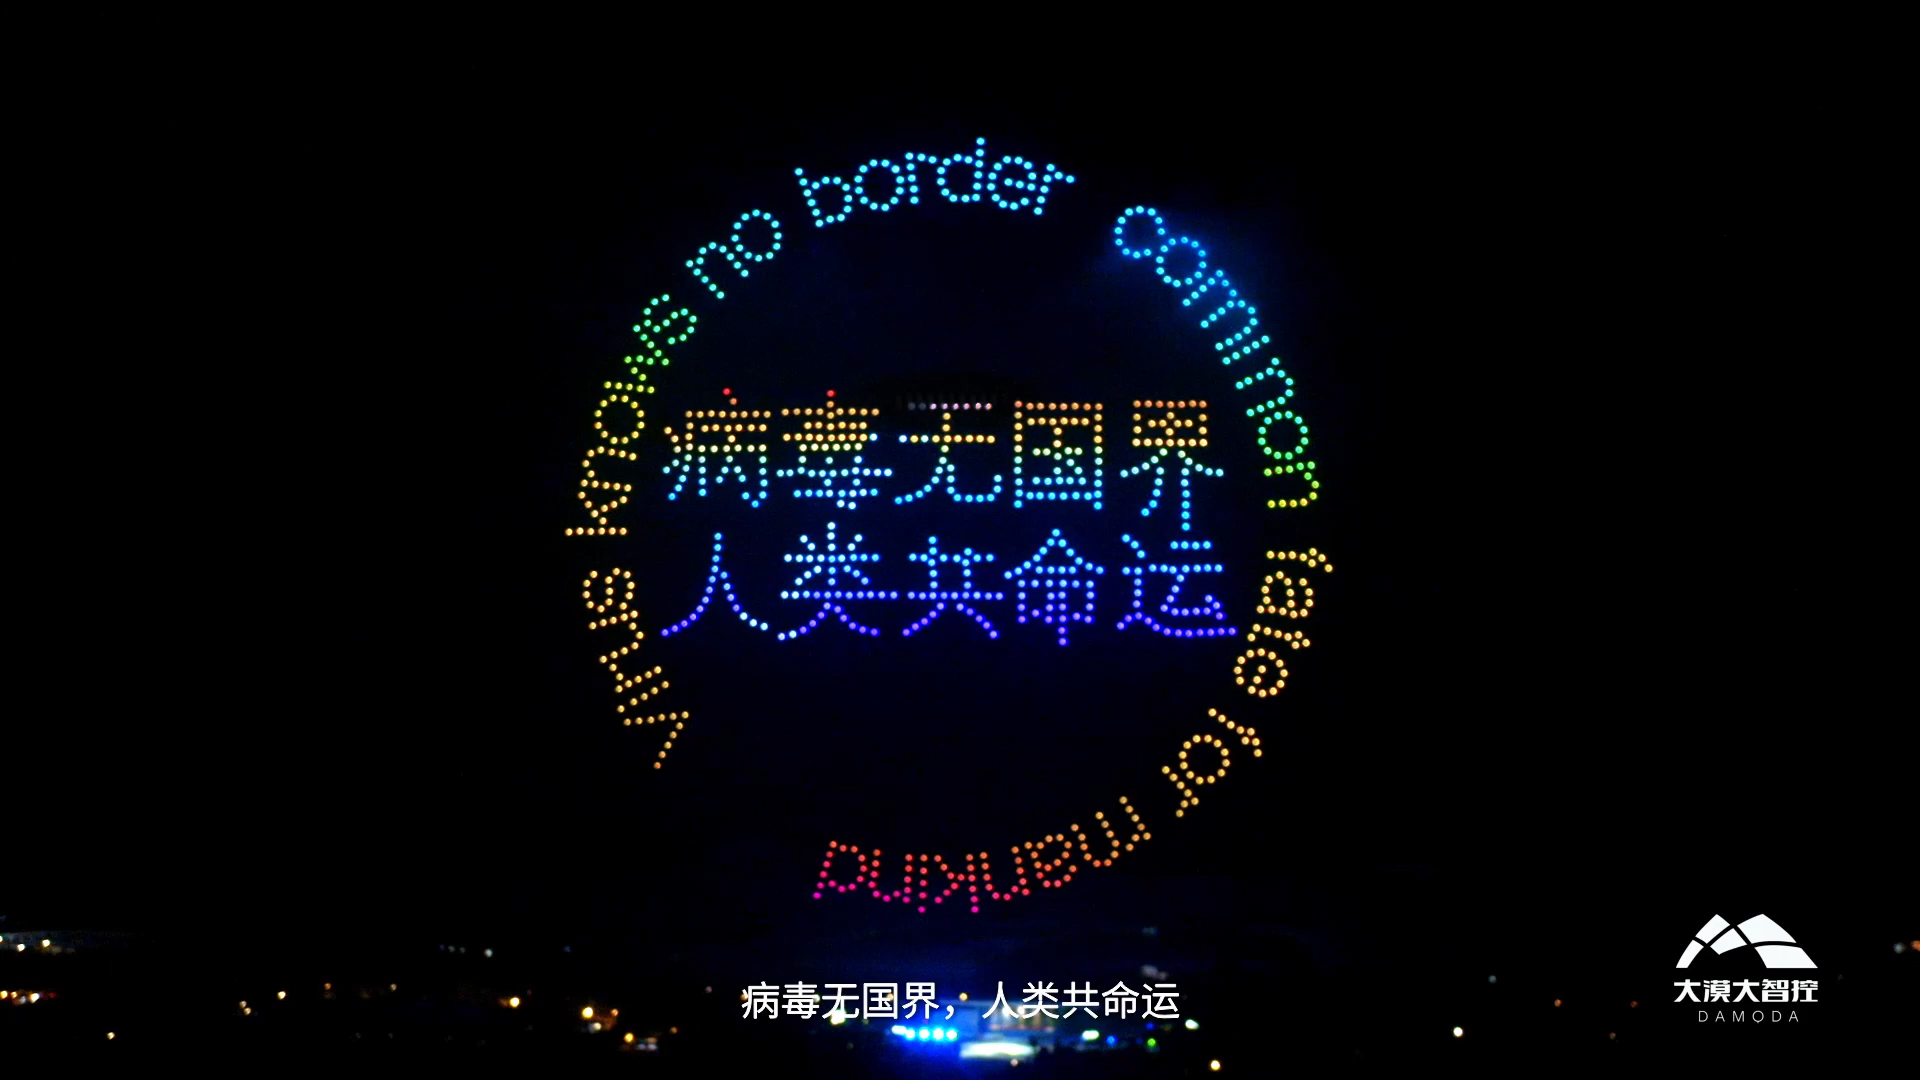 virus knows no border common fate for mankind
病毒无国界
人类共命运
病毒无国界，人类共命运
大漠大智控
DAMODA